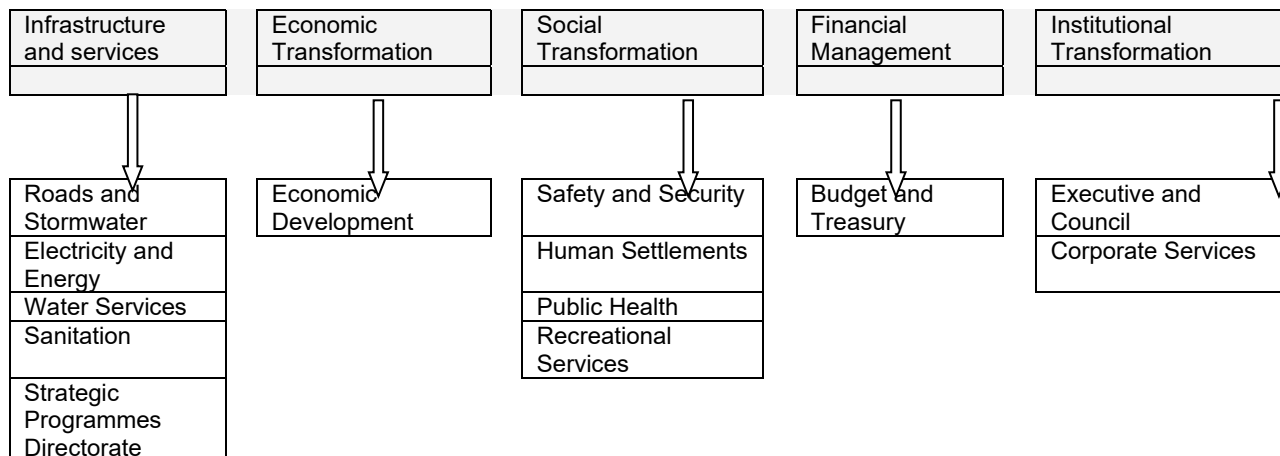 Infrastructure
and services
Economic
Transformation
Social
Transformation
Financial
Management
Institutional
Transformation
Roads and
Stormwater
Electricity and
Energy
Water Services
Sanitation
Strategic
Programmes
Directorate
Economic
Development
Safety and Security
Human Settlements
Public Health
Recreational
Services
Budget and
Treasury
Executive and
Council
Corporate Services